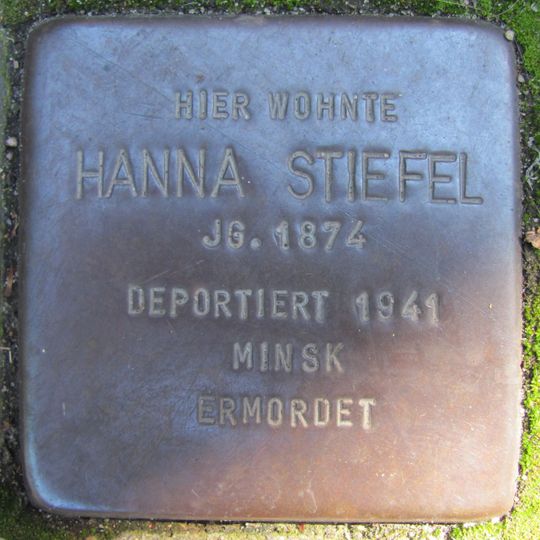 HIER WOHNTE
HANNA STIEFEL
JG. 1874
DEPORTIERT 1941
MINSK
ERMORDET